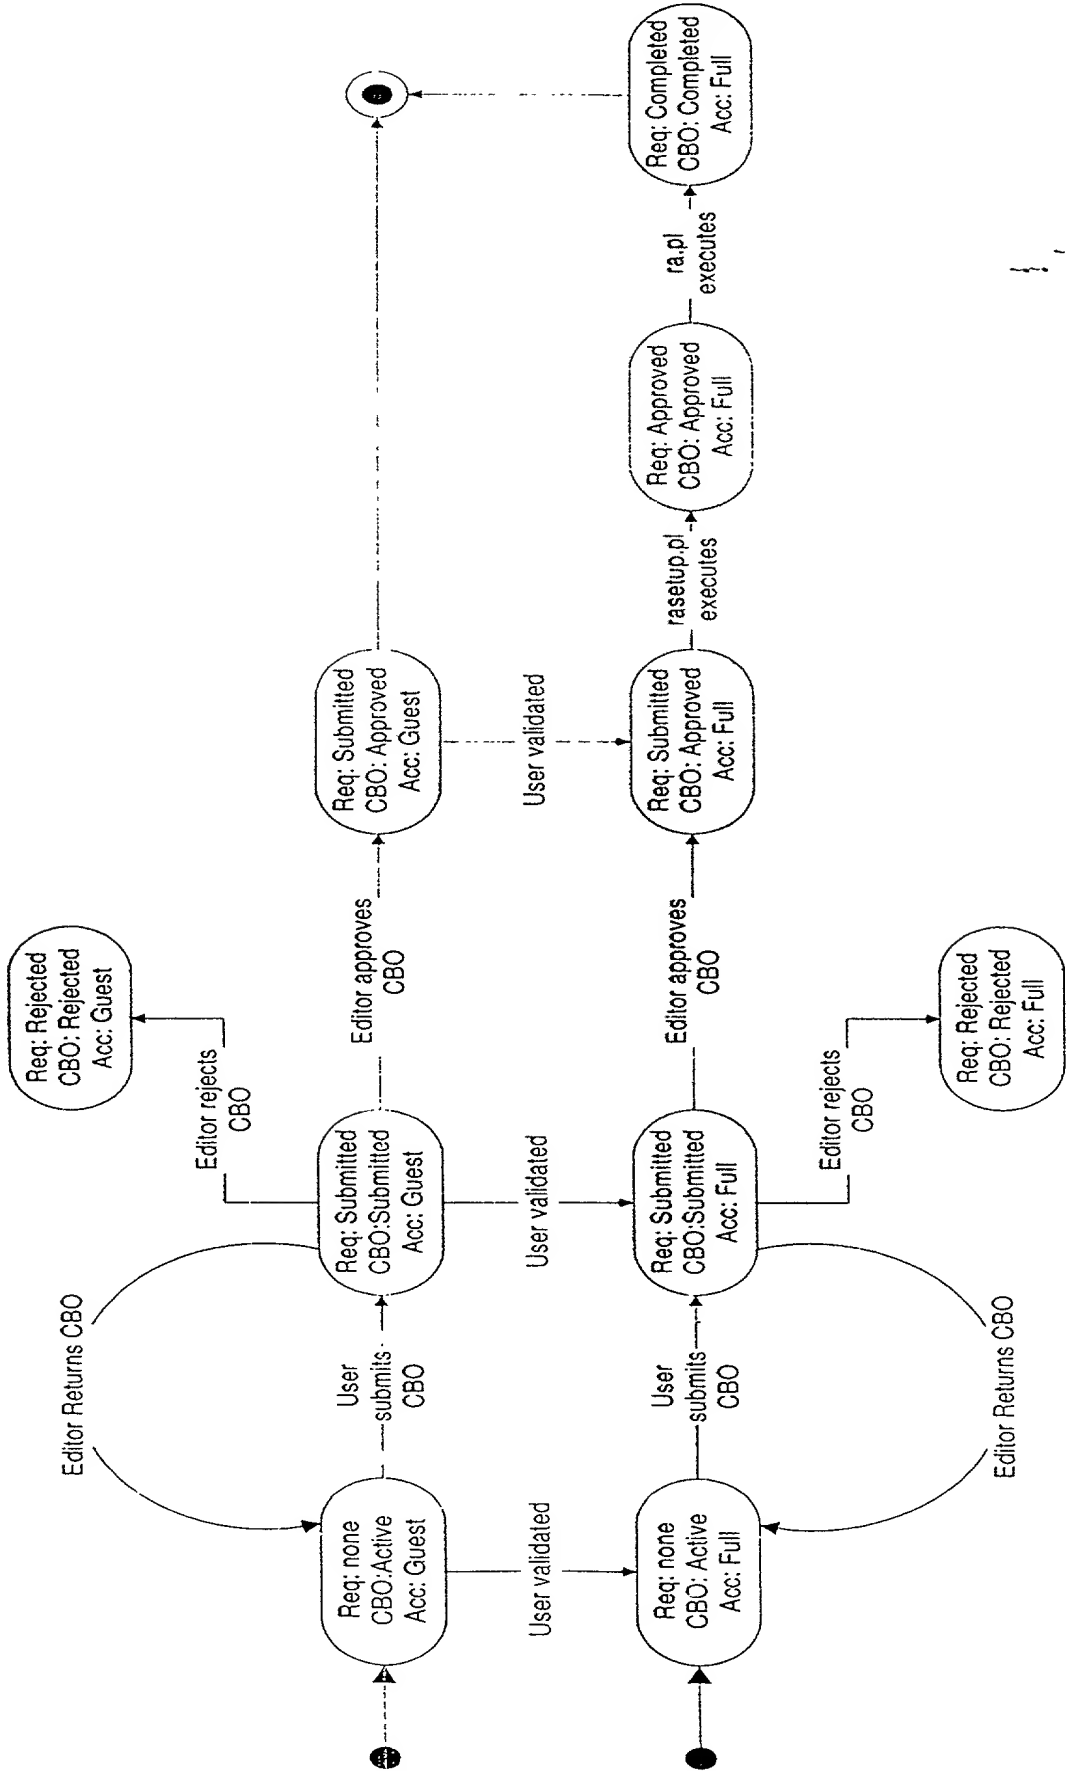 Req: Rejected
CBO: Rejected
Acc: Guest
Editor rejects
CBO
Editor Returns CBO
Req: none
CBO:Active
Acc: Guest
User
submits
CBO
Req: Submitted
CBO:Submitted
Acc: Guest
Editor approves
CBO
Req: Submitted
CBO: Approved
Acc: Guest
User validated
User validated
User validated
Req: none
CBO: Active
Acc: Full
User
submits
CBO
Req: Submitted
CBO:Submitted
Acc: Full
Editor approves
CBO
Req: Submitted
CBO: Approved
Acc: Full
rasetup.pl
executes
Req: Approved
CBO: Approved
Acc: Full
ra.pl
executes
Req: Completed
CBO: Completed
Acc: Full
Editor rejects
CBO
Editor Returns CBO
Req: Rejected
CBO: Rejected
Acc: Full